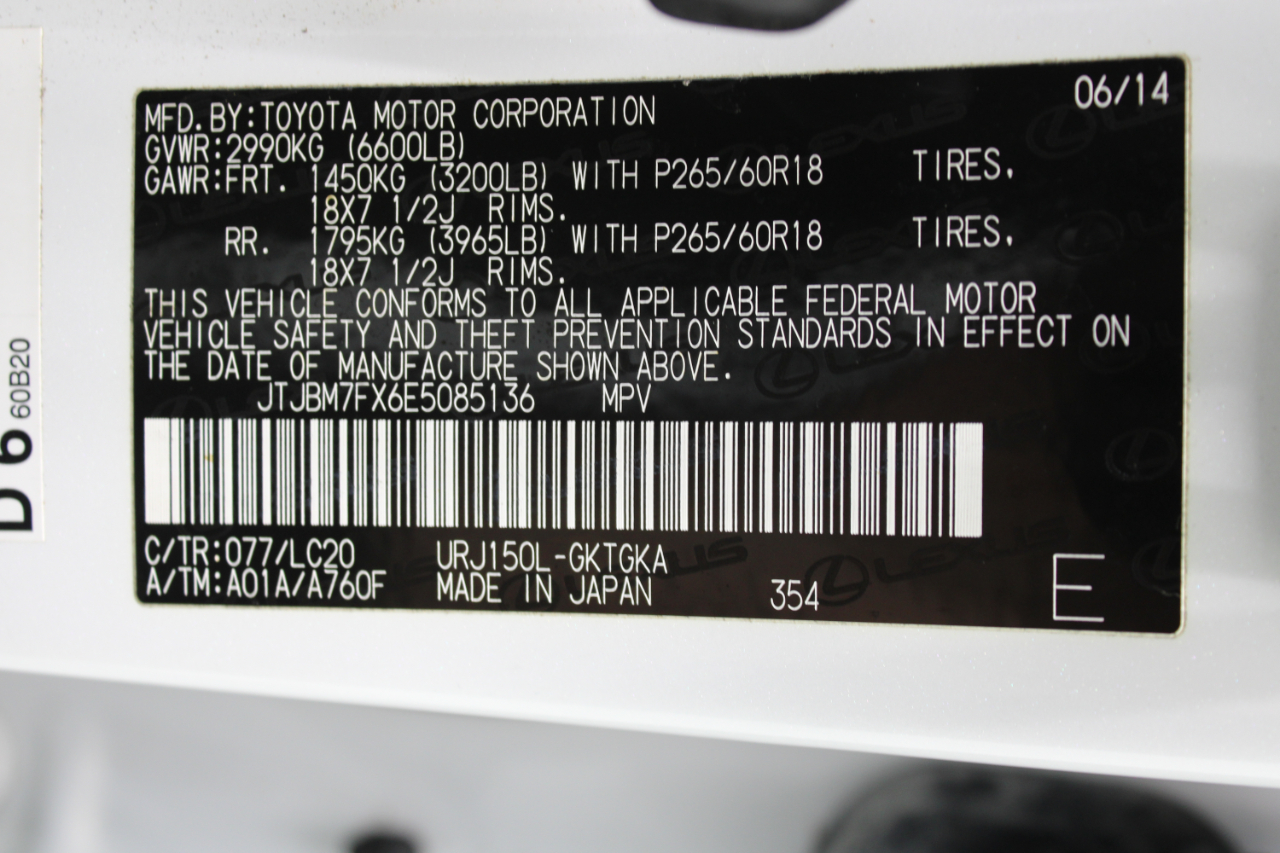 06/14
MFD.BY:TOYOTA MOTOR CORPORATION
GVWR:2990KG (6600LB)
GAWR:FRT. 1450KG (3200LB) WITH P265/60R18 TIRES.
18X7 1/2J RIMS.
RR. 1795KG (3965LB) WITH P265/60R18 TIRES.
18X7 1/2J RIMS.
THIS VEHICLE CONFORMS TO ALL APPLICABLE FEDERAL MOTOR
VEHICLE SAFETY AND THEFT PREVENTION STANDARDS IN EFFECT ON
THE DATE OF MANUFACTURE SHOWN ABOVE.
JTJBM7FX6E5085136 MPV
C/TR:077/LC20 URJ150L-GKTGKA
A/TM:A01A/A760F MADE IN JAPAN 354 E
LEXUS
60B20